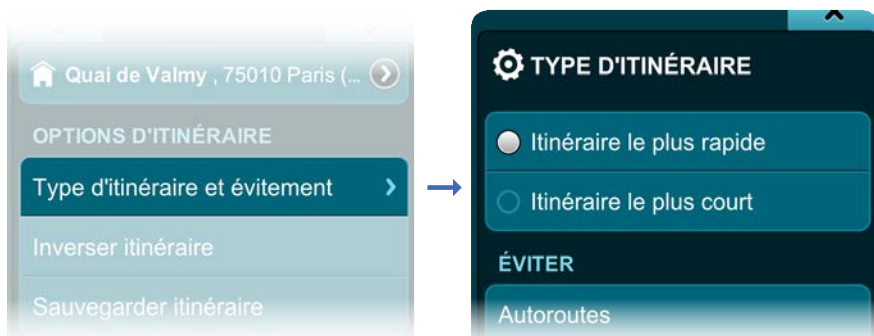 Quai de Valmy , 75010 Paris (...
OPTIONS D'ITINÉRAIRE
Type d'itinéraire et évitement
Inverser itinéraire
Sauvegarder itinéraire
TYPE D'ITINÉRAIRE
Itinéraire le plus rapide
Itinéraire le plus court
ÉVITER
Autoroutes